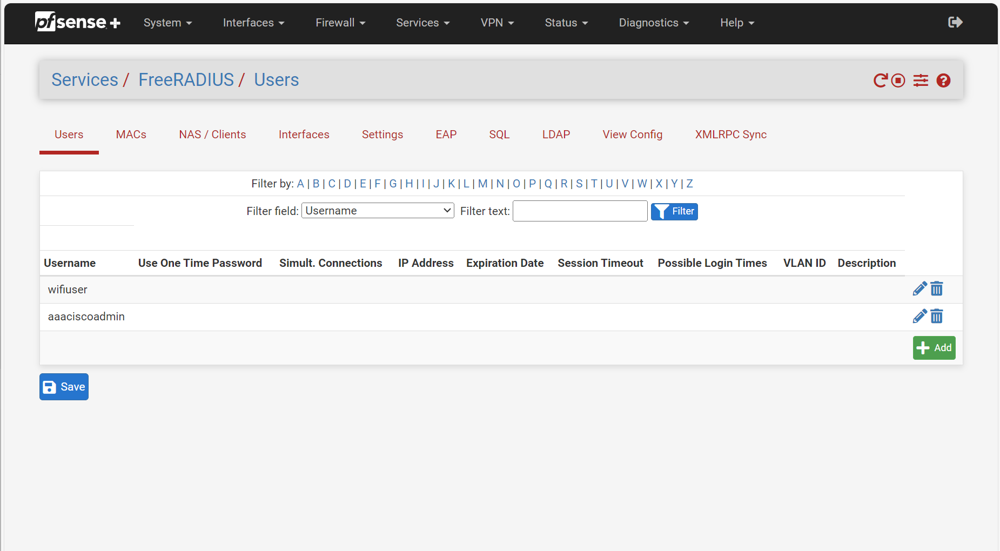 pfsense+ System Interfaces Firewall Services VPN Status Diagnostics Help
Services / FreeRADIUS / Users
Users MACs NAS / Clients Interfaces Settings EAP SQL LDAP View Config XMLRPC Sync
Filter by: A | B | C | D | E | F | G | H | I | J | K | L | M | N | O | P | Q | R | S | T | U | V | W | X | Y | Z
Filter field: Username Filter text: Filter
Username Use One Time Password Simult. Connections IP Address Expiration Date Session Timeout Possible Login Times VLAN ID Description
wifiuser
aaaciscoadmin
Add
Save